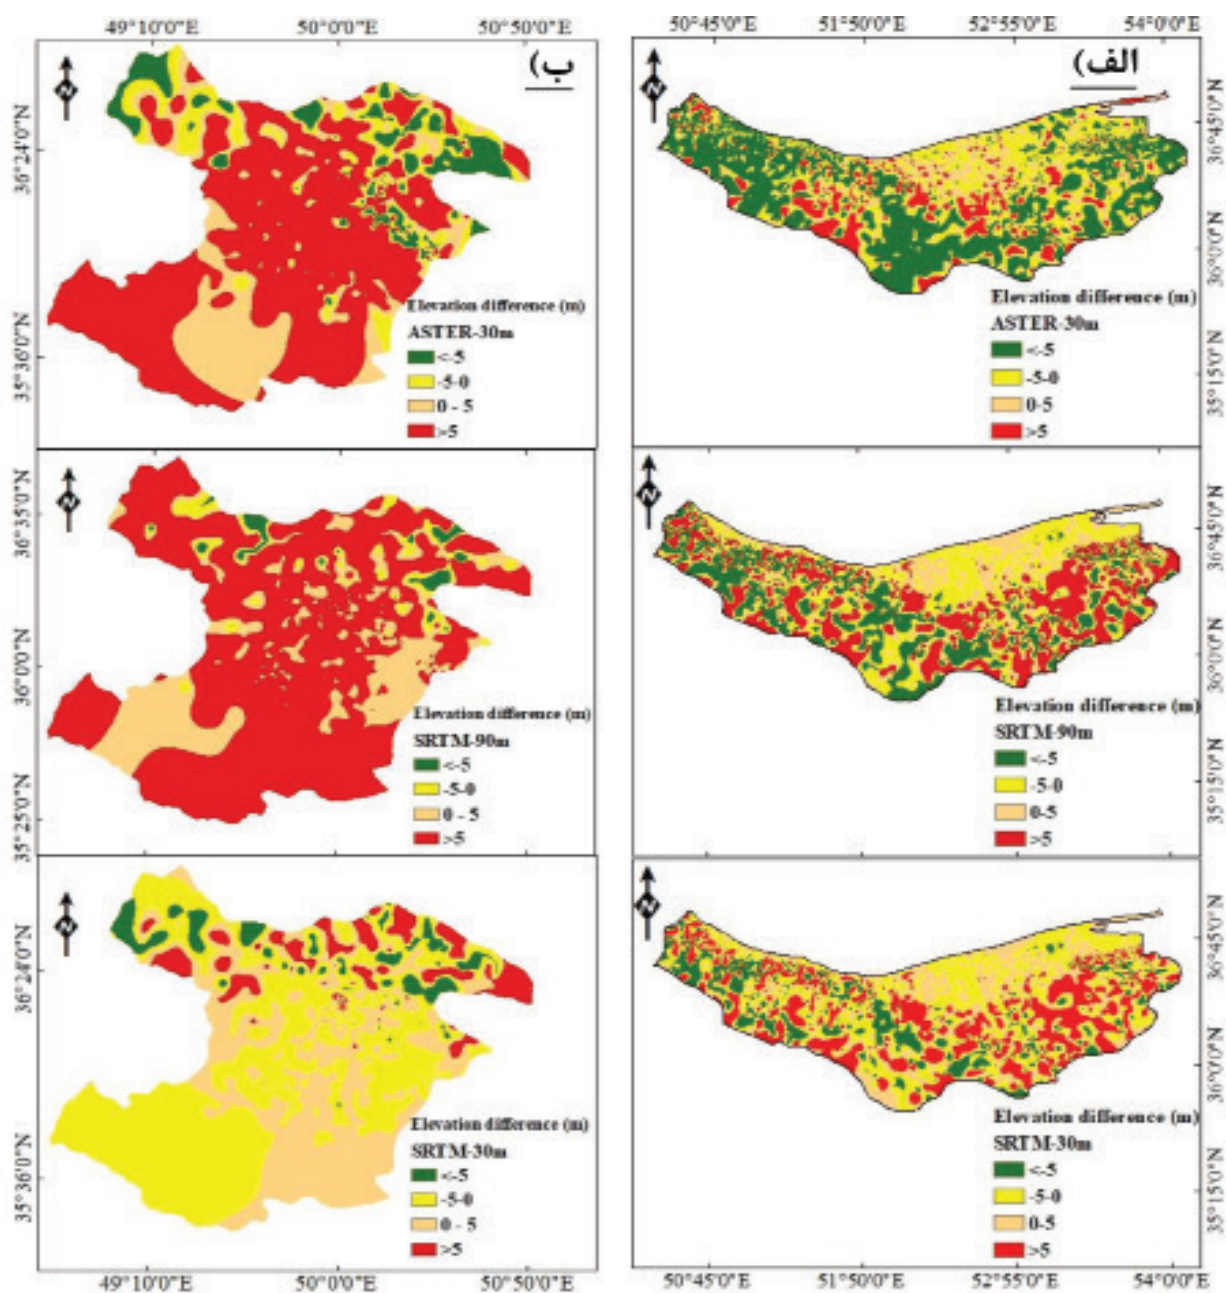 49°10'0"E 50°0'0"E 50°50'0"E
50°45'0"E 51°50'0"E 52°55'0"E 54°0'0"E
ب)
N
36°24'0"N
35°36'0"N
Elevation difference (m)
ASTER-30m
<-5
-5-0
0 - 5
>5
الف)
N
36°45'0"N
36°0'0"N
35°15'0"N
Elevation difference (m)
ASTER-30m
<-5
-5-0
0-5
>5
N
36°35'0"N
36°0'0"N
35°25'0"N
Elevation difference (m)
SRTM-90m
<-5
-5-0
0 - 5
>5
N
36°45'0"N
36°0'0"N
35°15'0"N
Elevation difference (m)
SRTM-90m
<-5
-5-0
0-5
>5
N
36°24'0"N
35°36'0"N
Elevation difference (m)
SRTM-30m
<-5
-5-0
0 - 5
>5
N
36°45'0"N
36°0'0"N
35°15'0"N
Elevation difference (m)
SRTM-30m
<-5
-5-0
0-5
>5
49°10'0"E 50°0'0"E 50°50'0"E
50°45'0"E 51°50'0"E 52°55'0"E 54°0'0"E